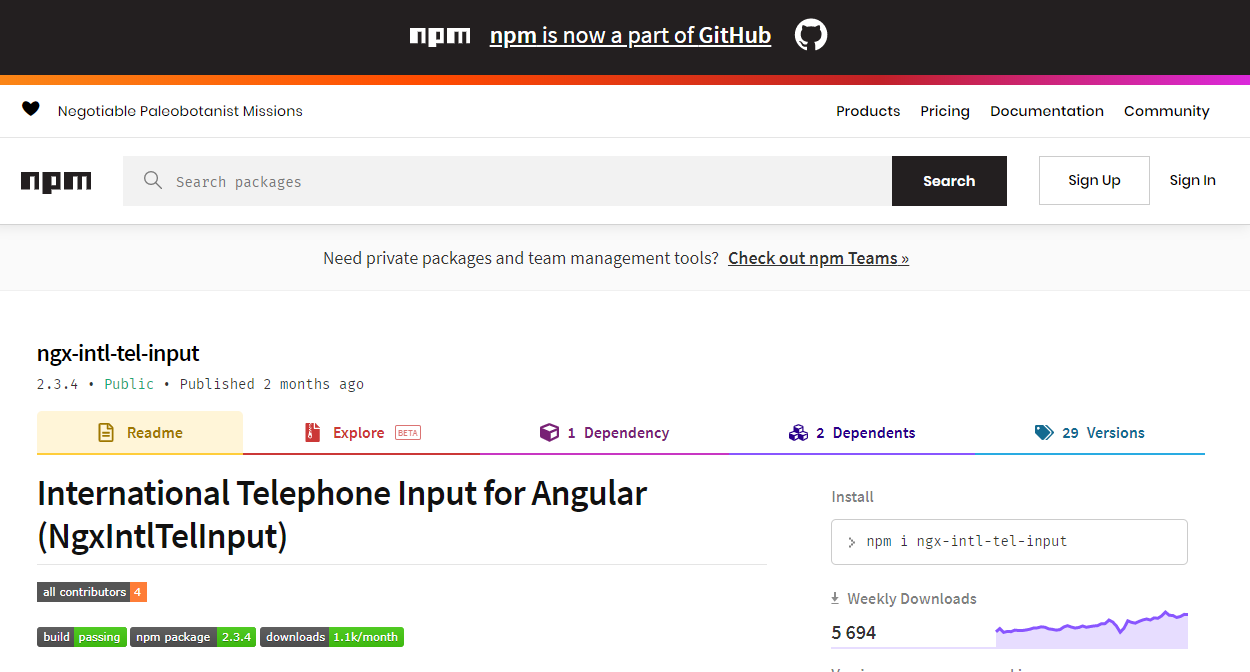 npm npm is now a part of GitHub
Negotiable Paleobotanist Missions Products Pricing Documentation Community
npm Search packages Search Sign Up Sign In
Need private packages and team management tools? Check out npm Teams »
ngx-intl-tel-input
2.3.4 • Public • Published 2 months ago
Readme Explore BETA 1 Dependency 2 Dependents 29 Versions
International Telephone Input for Angular
(NgxIntlTelInput)
all contributors 4
build passing npm package 2.3.4 downloads 1.1k/month
Install
> npm i ngx-intl-tel-input
Weekly Downloads
5 694